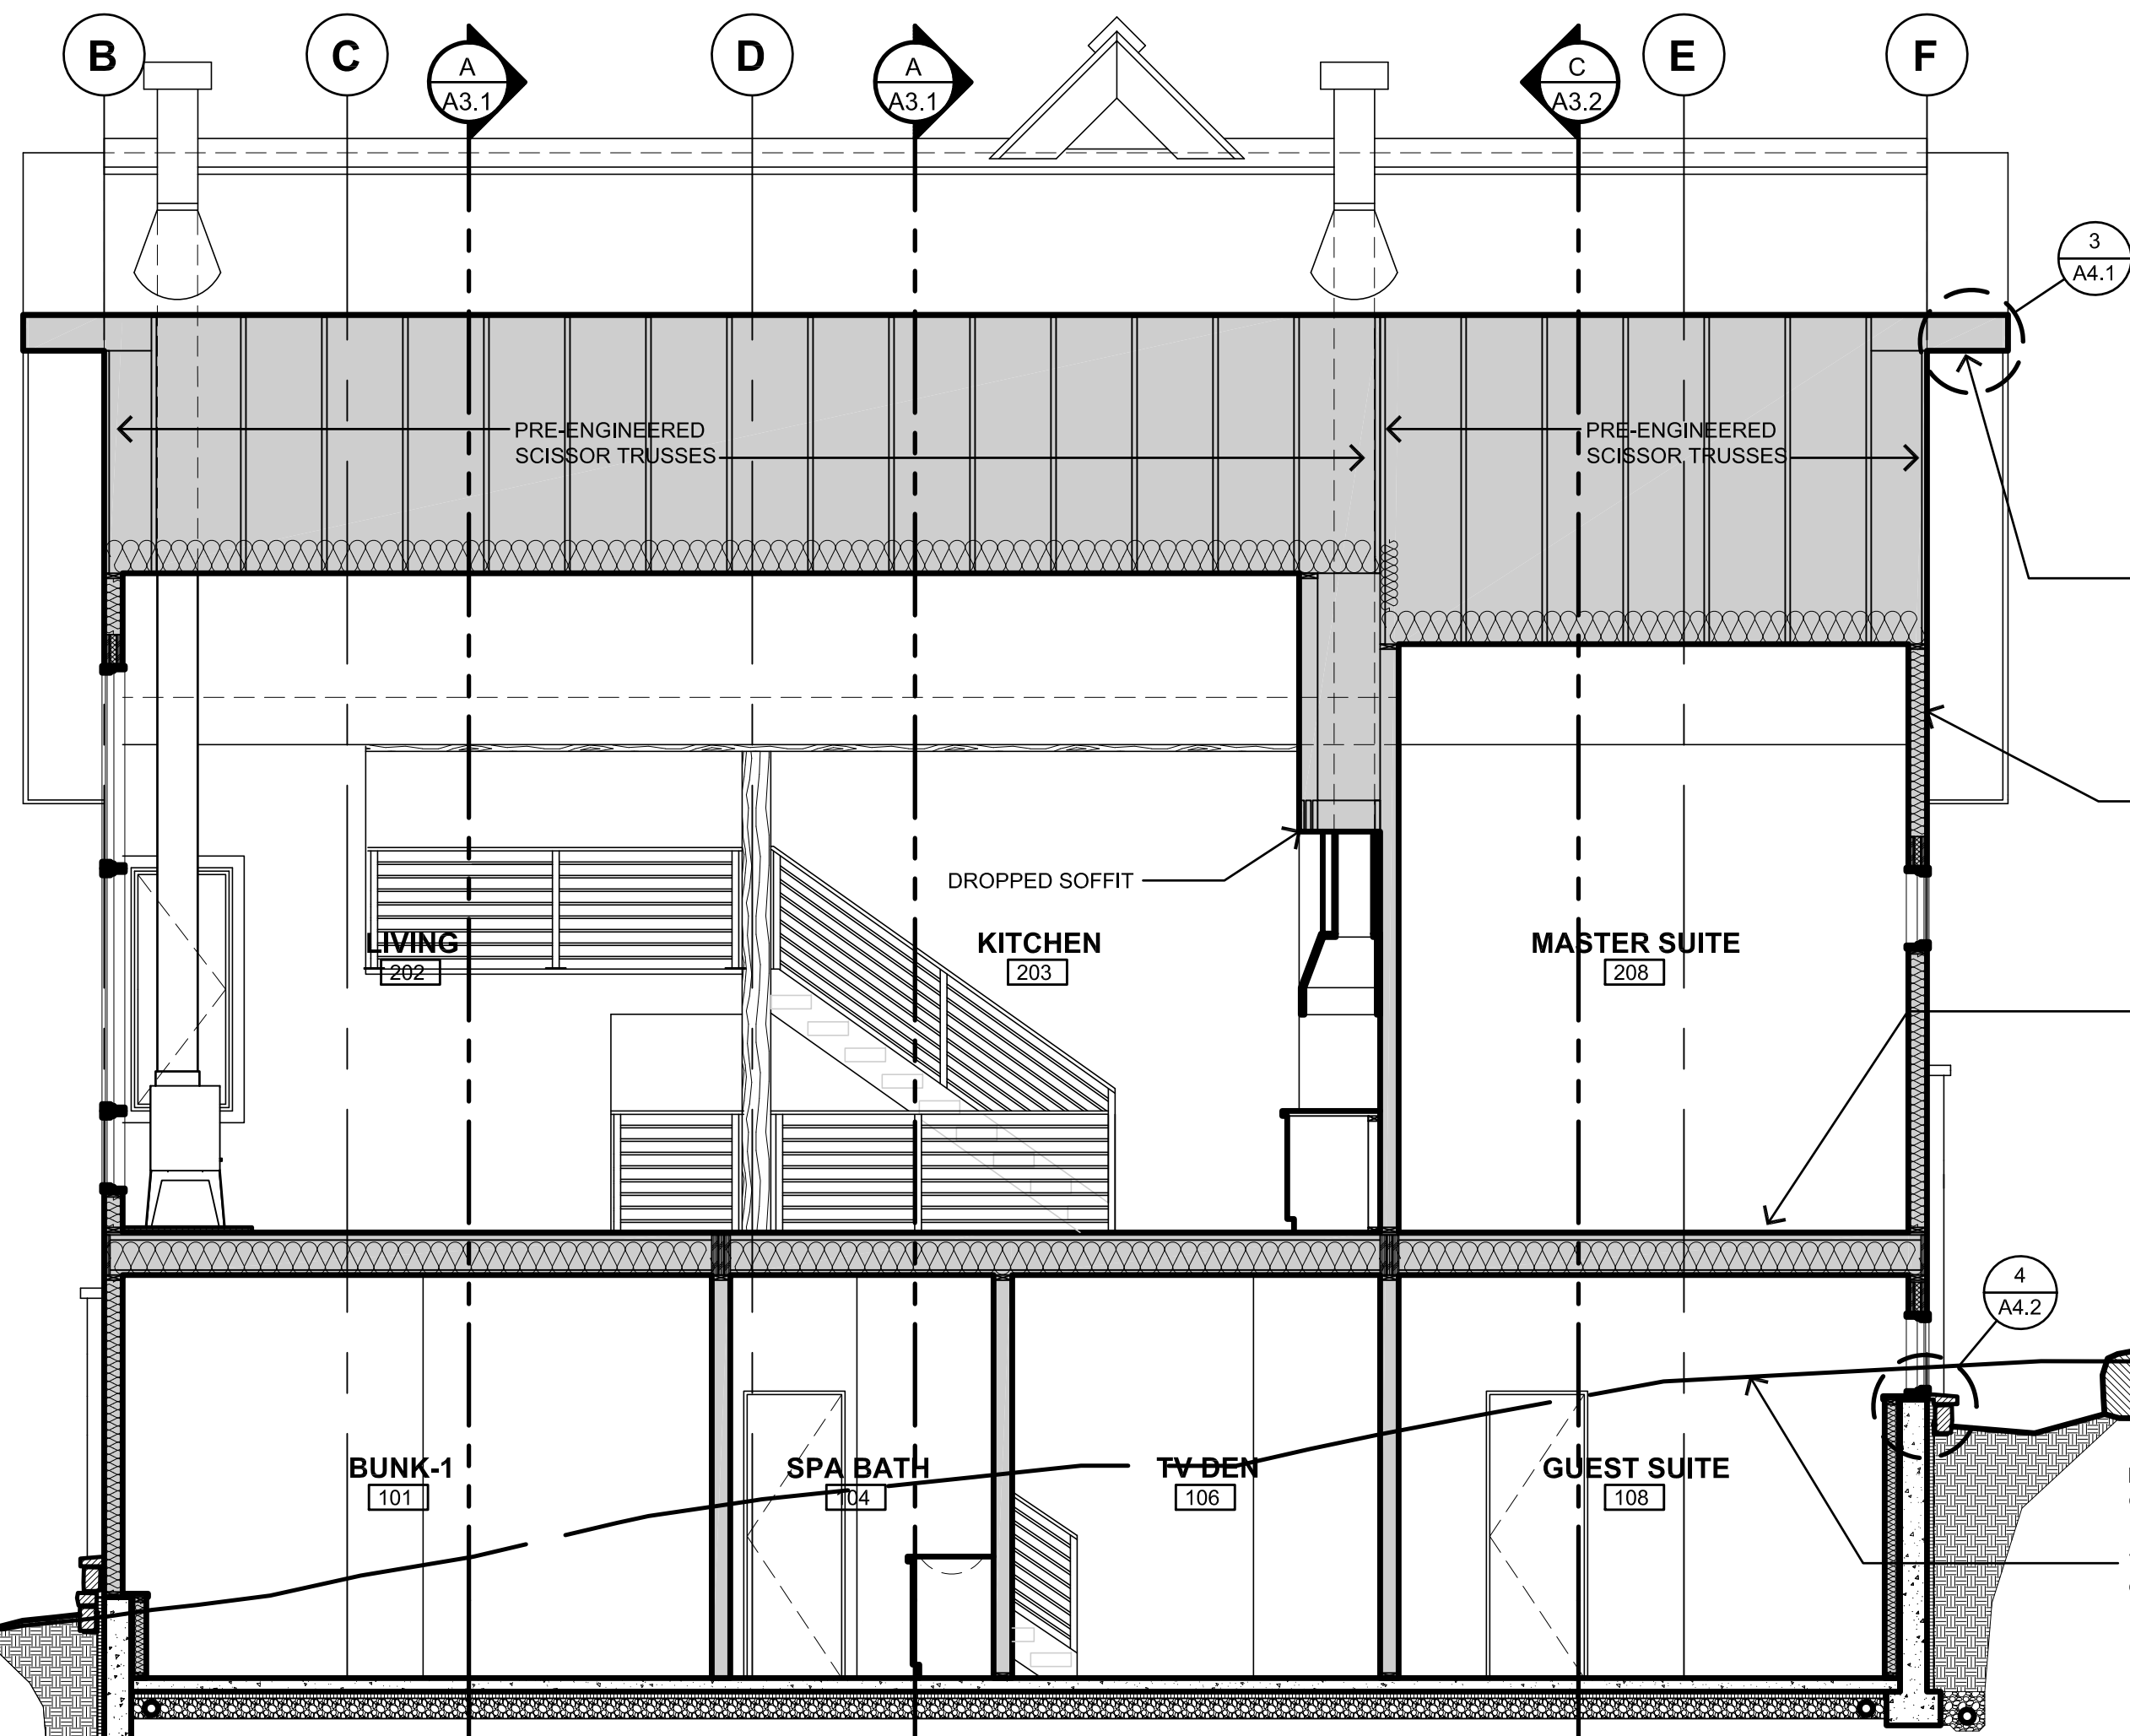 B
C
A
A3.1
D
A
A3.1
C
A3.2
E
F
3
A4.1
PRE-ENGINEERED
SCISSOR TRUSSES
PRE-ENGINEERED
SCISSOR TRUSSES
DROPPED SOFFIT
LIVING
202
KITCHEN
203
MASTER SUITE
208
4
A4.2
BUNK-1
101
SPA BATH
104
TV DEN
106
GUEST SUITE
108